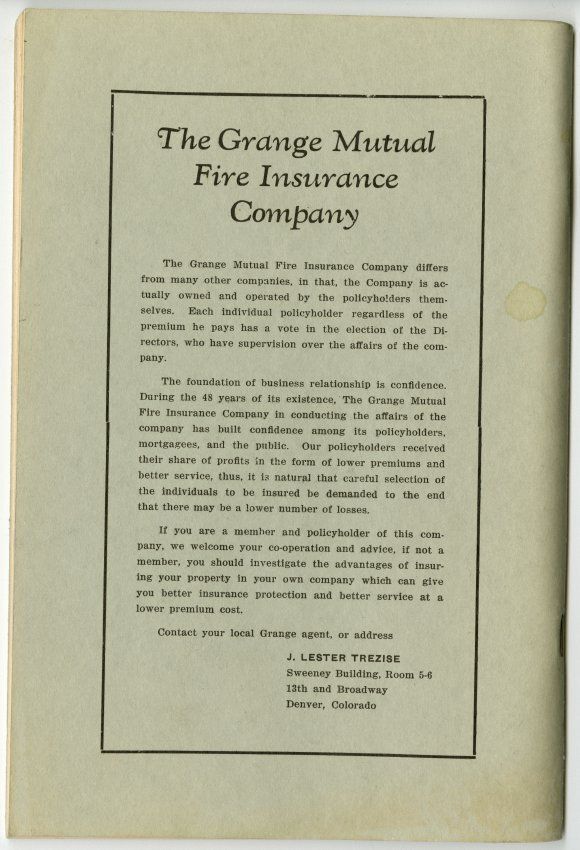 The Grange Mutual
Fire Insurance
Company
The Grange Mutual Fire Insurance Company differs
from many other companies, in that, the Company is ac-
tually owned and operated by the policyholders them-
selves. Each individual policyholder regardless of the
premium he pays has a vote in the election of the Di-
rectors, who have supervision over the affairs of the com-
pany.
The foundation of business relationship is confidence.
During the 48 years of its existence, The Grange Mutual
Fire Insurance Company in conducting the affairs of the
company has built confidence among its policyholders,
mortgagees, and the public. Our policyholders received
their share of profits in the form of lower premiums and
better service, thus, it is natural that careful selection of
the individuals to be insured be demanded to the end
that there may be a lower number of losses.
If you are a member and policyholder of this com-
pany, we welcome your co-operation and advice, if not a
member, you should investigate the advantages of insur-
ing your property in your own company which can give
you better insurance protection and better service at a
lower premium cost.
Contact your local Grange agent, or address
J. LESTER TREZISE
Sweeney Building, Room 5-6
13th and Broadway
Denver, Colorado